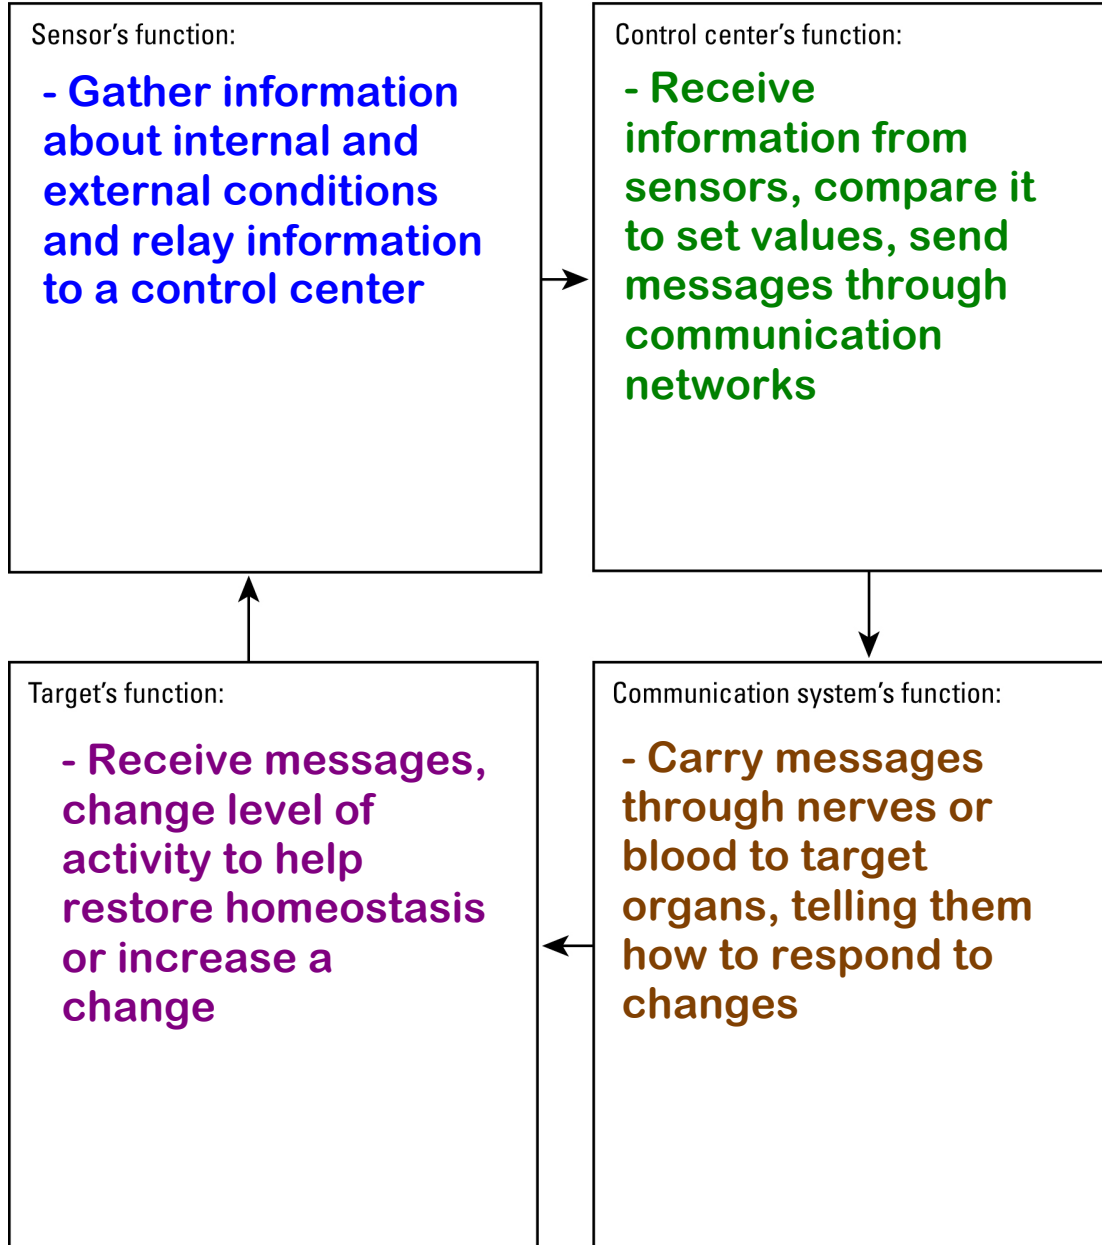 Sensor’s function:
- Gather information
about internal and
external conditions
and relay information
to a control center
Control center’s function:
- Receive
information from
sensors, compare it
to set values, send
messages through
communication
networks
Target’s function:
- Receive messages,
change level of
activity to help
restore homeostasis
or increase a
change
Communication system’s function:
- Carry messages
through nerves or
blood to target
organs, telling them
how to respond to
changes